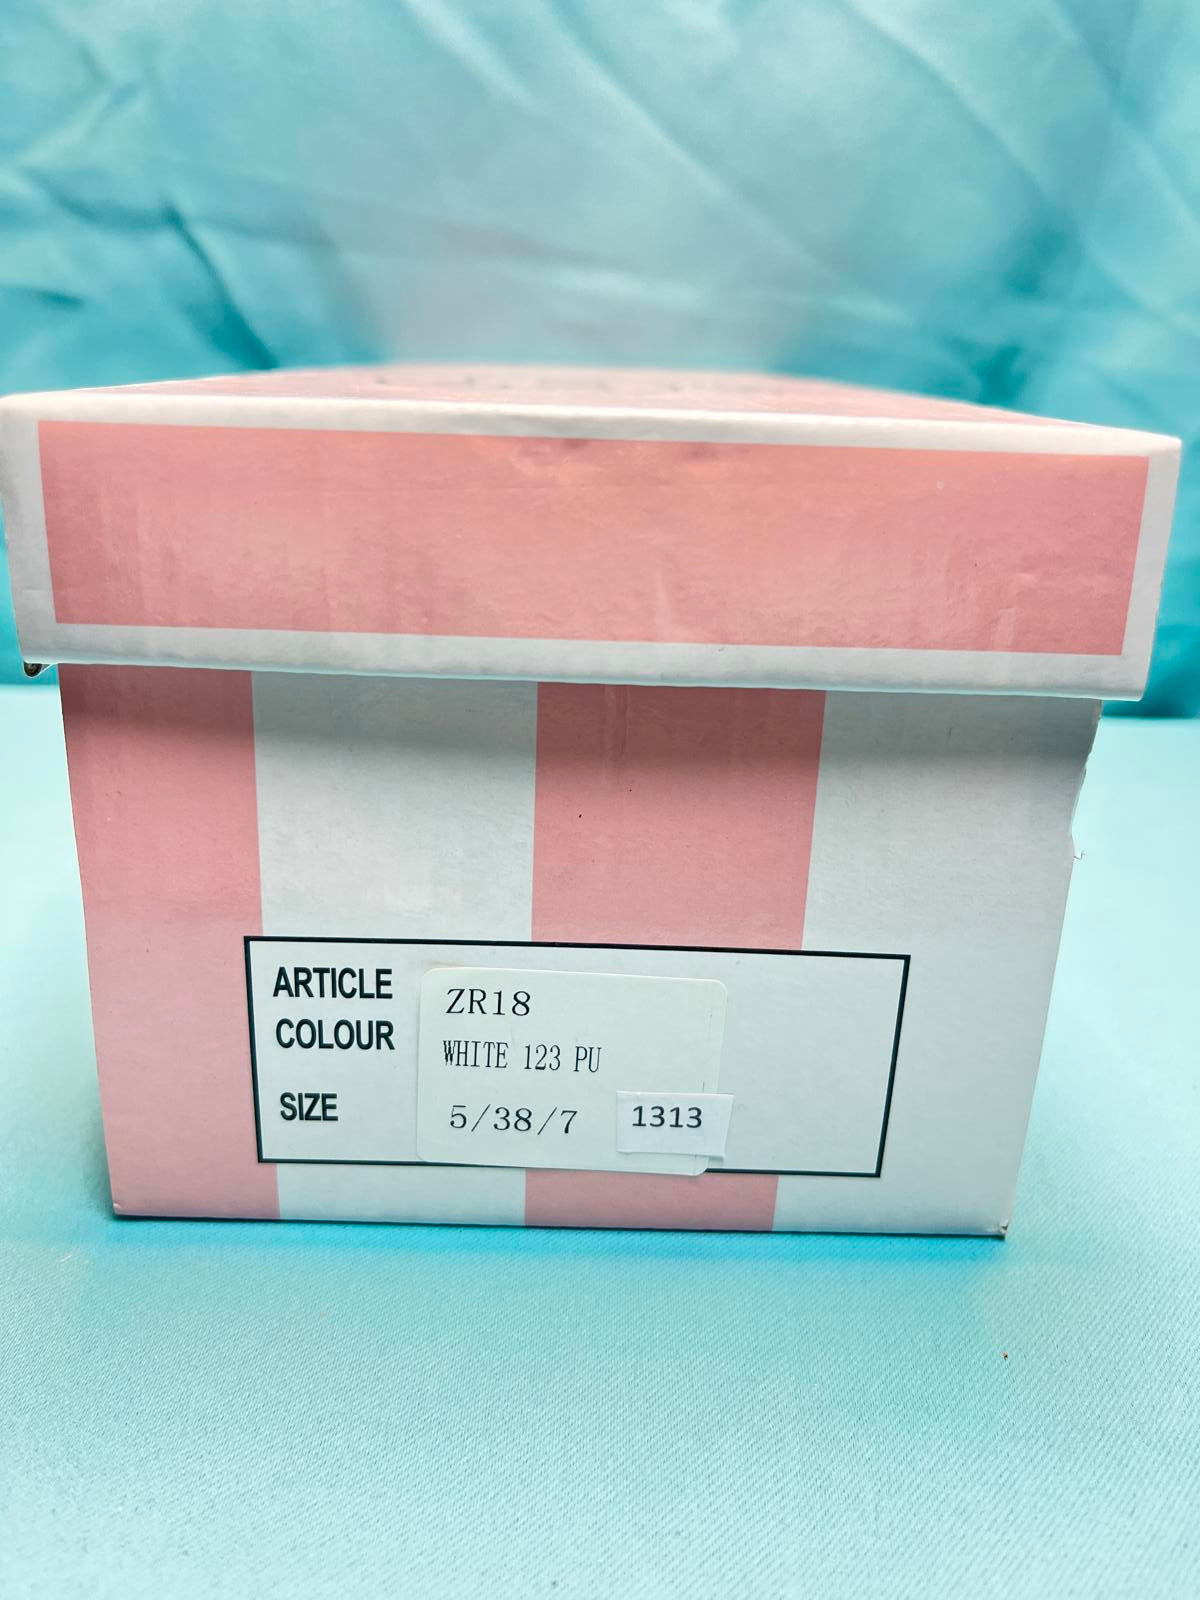 ARTICLE ZR18
COLOUR WHITE 123 PU
SIZE 5/38/7 1313